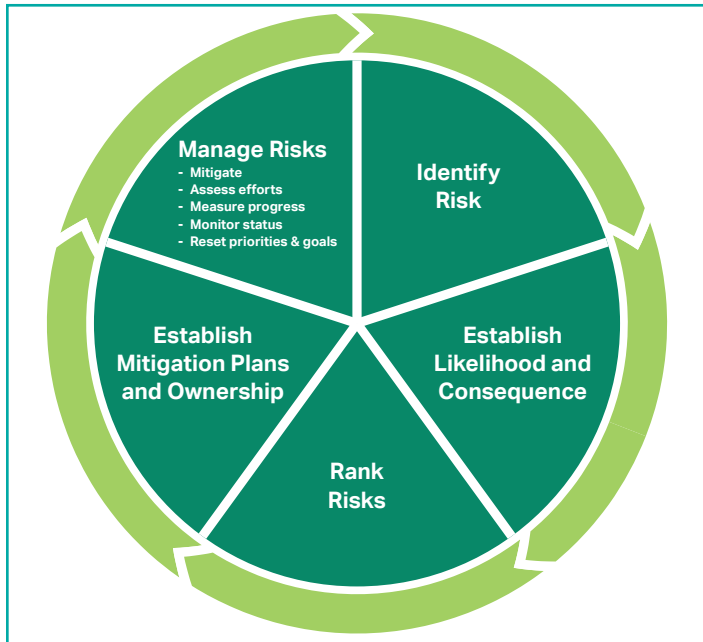 Identify
Risk
Establish
Likelihood and
Consequence
Rank
Risks
Establish
Mitigation Plans
and Ownership
Manage Risks
- Mitigate
- Assess efforts
- Measure progress
- Monitor status
- Reset priorities & goals